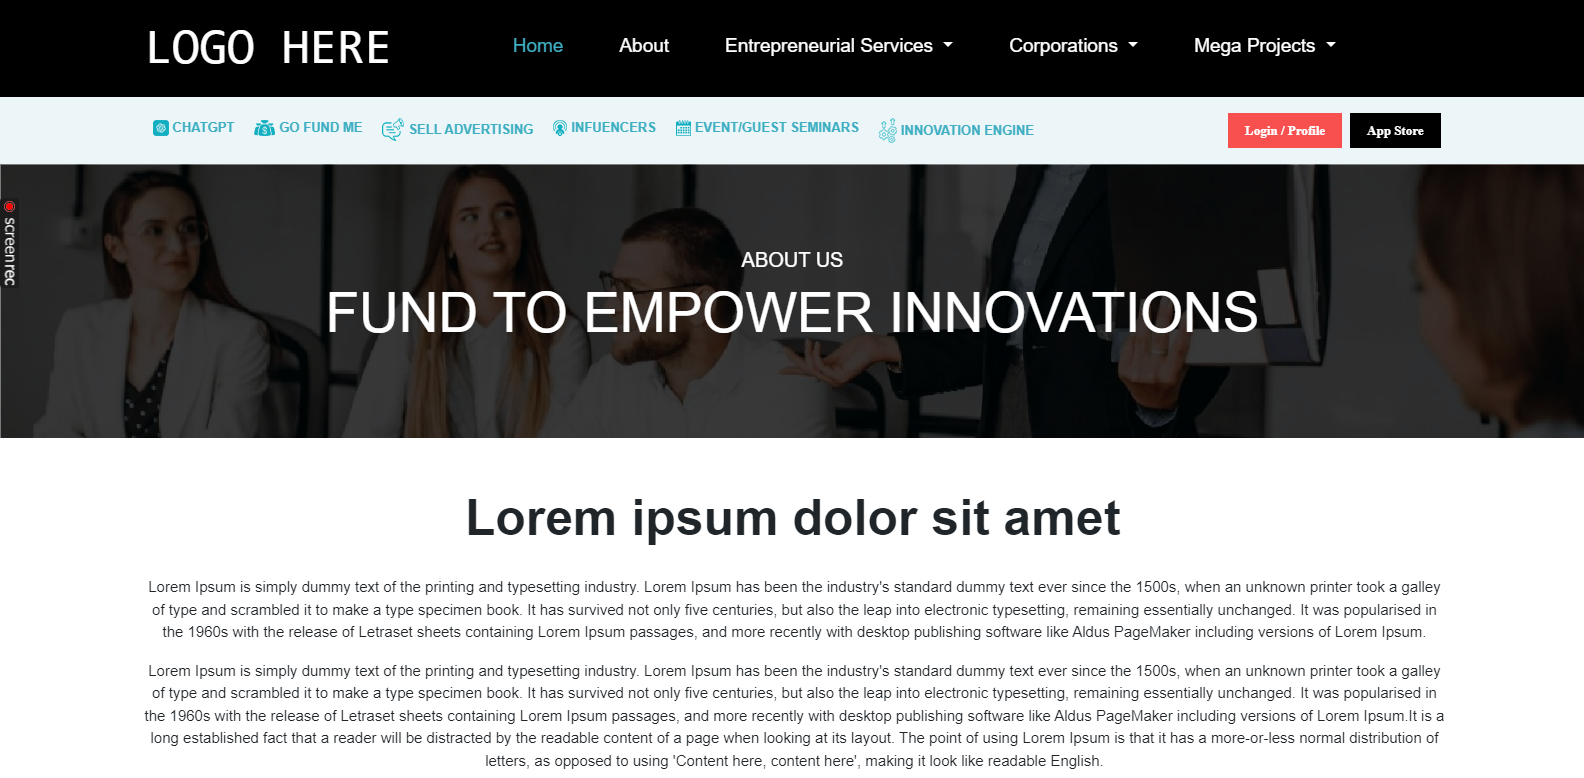 LOGO HERE
Home About Entrepreneurial Services Corporations Mega Projects
CHATGPT GO FUND ME SELL ADVERTISING INFUENCERS EVENT/GUEST SEMINARS INNOVATION ENGINE Login / Profile App Store
screenrec
ABOUT US
FUND TO EMPOWER INNOVATIONS
Lorem ipsum dolor sit amet
Lorem Ipsum is simply dummy text of the printing and typesetting industry. Lorem Ipsum has been the industry's standard dummy text ever since the 1500s, when an unknown printer took a galley
of type and scrambled it to make a type specimen book. It has survived not only five centuries, but also the leap into electronic typesetting, remaining essentially unchanged. It was popularised in
the 1960s with the release of Letraset sheets containing Lorem Ipsum passages, and more recently with desktop publishing software like Aldus PageMaker including versions of Lorem Ipsum.
Lorem Ipsum is simply dummy text of the printing and typesetting industry. Lorem Ipsum has been the industry's standard dummy text ever since the 1500s, when an unknown printer took a galley
of type and scrambled it to make a type specimen book. It has survived not only five centuries, but also the leap into electronic typesetting, remaining essentially unchanged. It was popularised in
the 1960s with the release of Letraset sheets containing Lorem Ipsum passages, and more recently with desktop publishing software like Aldus PageMaker including versions of Lorem Ipsum.It is a
long established fact that a reader will be distracted by the readable content of a page when looking at its layout. The point of using Lorem Ipsum is that it has a more-or-less normal distribution of
letters, as opposed to using 'Content here, content here', making it look like readable English.